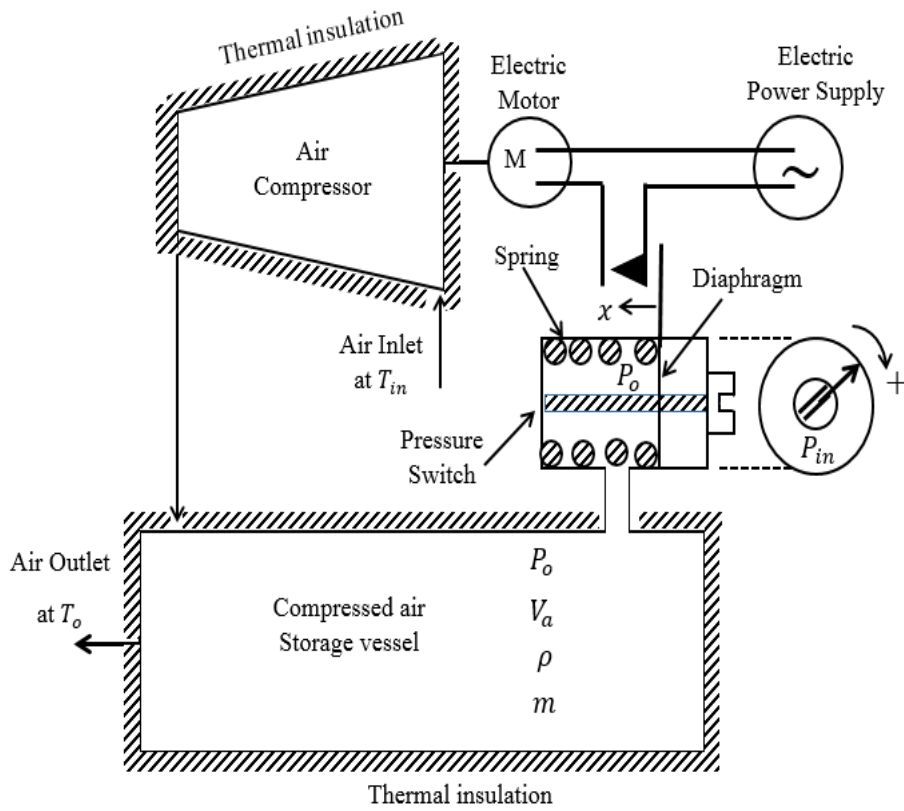 Thermal insulation
Electric
Motor
Electric
Power Supply
Air
Compressor
M
~
Spring
Diaphragm
x
Air Inlet
at T_in
P_o
+
Pressure
Switch
P_in
Air Outlet
at T_o
Compressed air
Storage vessel
P_o
V_a
ρ
m
Thermal insulation